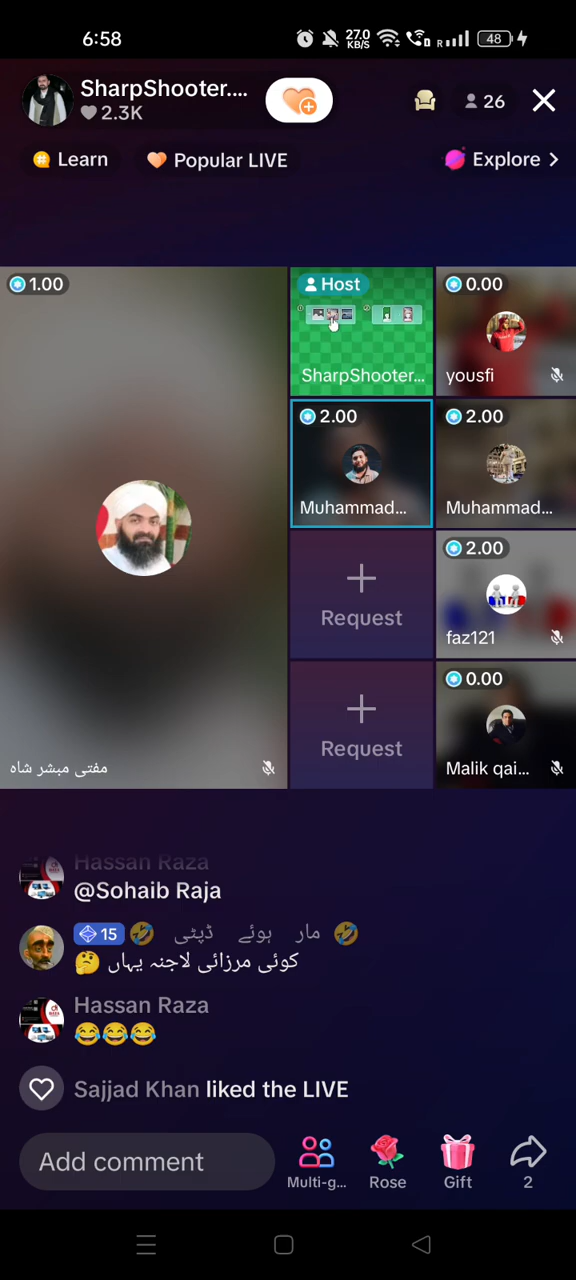 6:58
27.0
KB/S
R
48
SharpShooter....
2.3K
26
Learn
Popular LIVE
Explore >
1.00
Host
0.00
SharpShooter...
yousfi
2.00
2.00
Muhammad...
Muhammad...
2.00
Request
faz121
0.00
Request
Malik qai...
مفتی مبشر شاہ
Hassan Raza
@Sohaib Raja
15 🤣 مار ہوئے ڈپٹی 🤣
کوئی مرزائی لاجنہ یہاں 🤔
Hassan Raza
😂😂😂
Sajjad Khan liked the LIVE
Add comment
Multi-g...
Rose
Gift
2